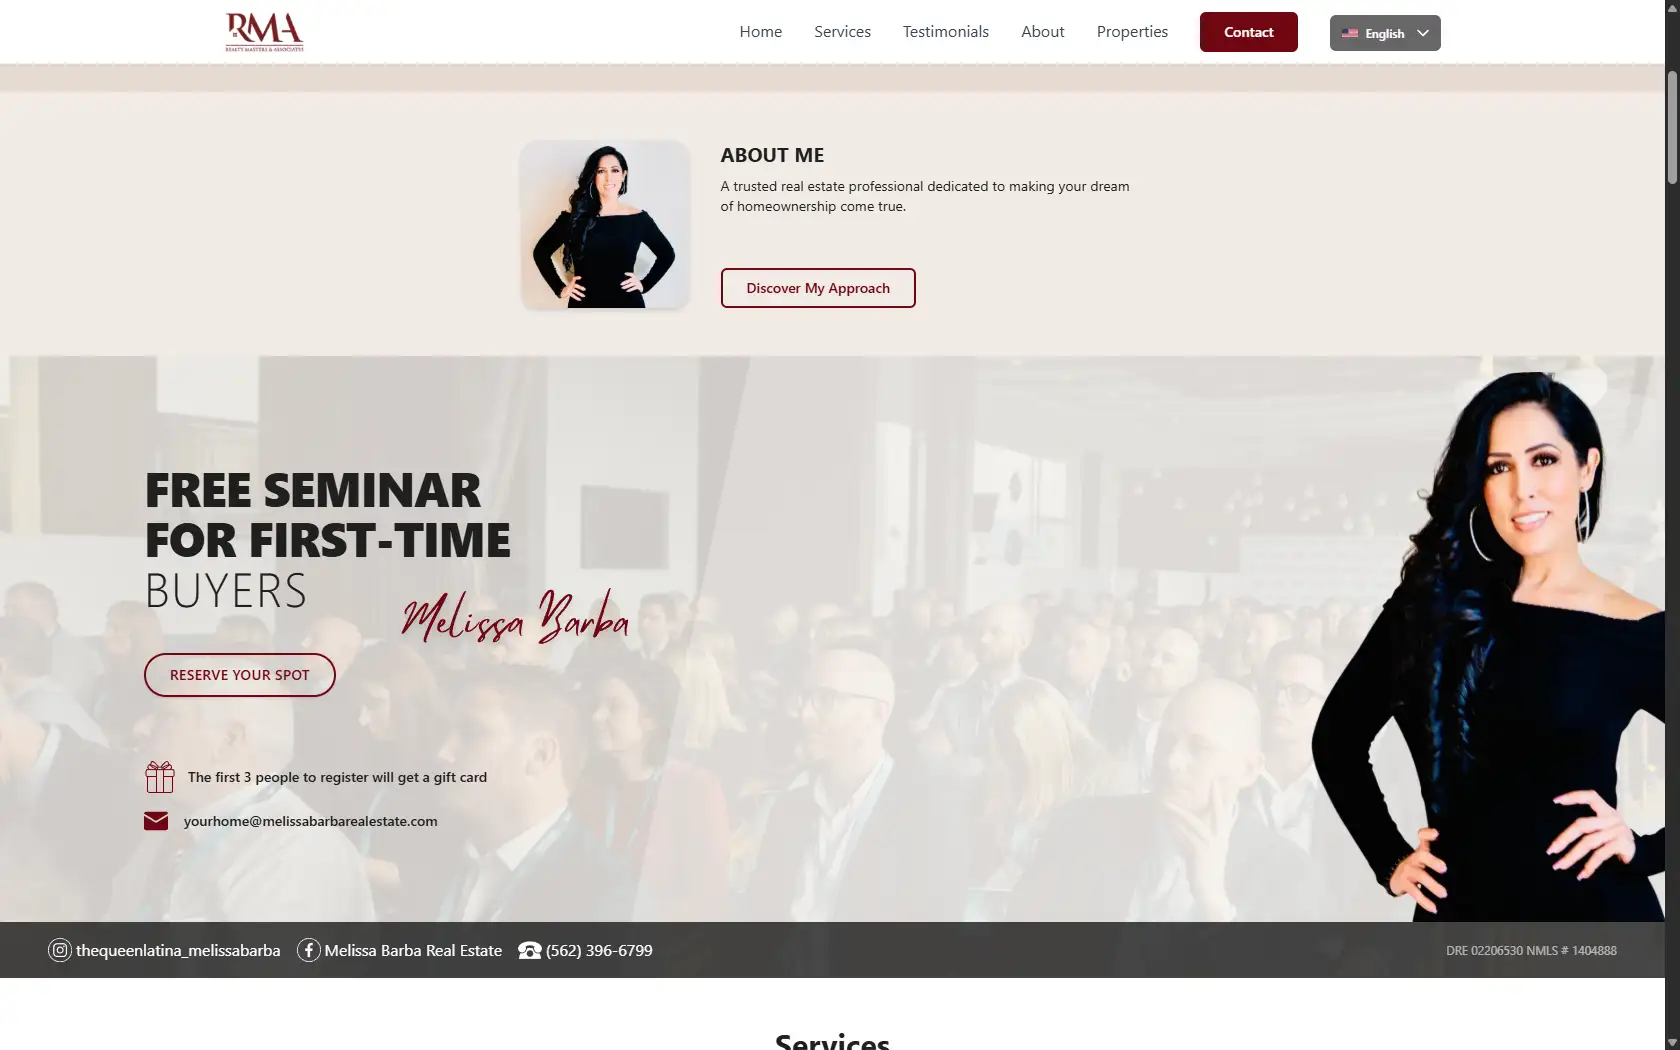 RMA
REALTY MASTERS & ASSOCIATES
Home
Services
Testimonials
About
Properties
Contact
English
ABOUT ME
A trusted real estate professional dedicated to making your dream
of homeownership come true.
Discover My Approach
FREE SEMINAR
FOR FIRST-TIME
BUYERS
Melissa Barba
RESERVE YOUR SPOT
The first 3 people to register will get a gift card
yourhome@melissabarbarealestate.com
thequeenlatina_melissabarba
Melissa Barba Real Estate
(562) 396-6799
DRE 02206530 NMLS # 1404888
Services